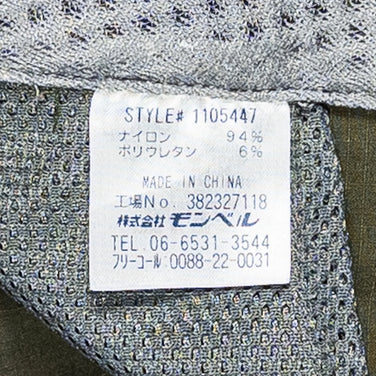 STYLE# 1105447
ナイロン 94%
ポリウレタン 6%
MADE IN CHINA
工場No. 382327118
株式会社 モンベル
TEL 06-6531-3544
フリーコール:0088-22-0031